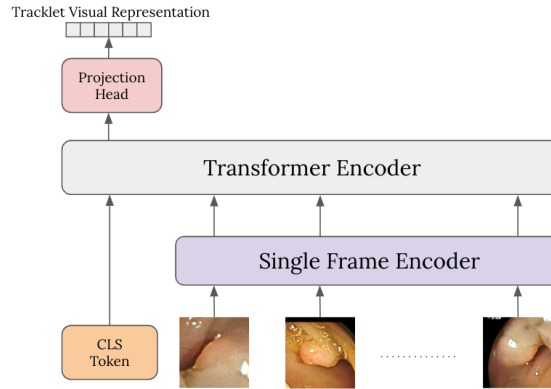 Tracklet Visual Representation
Projection
Head
Transformer Encoder
Single Frame Encoder
CLS
Token